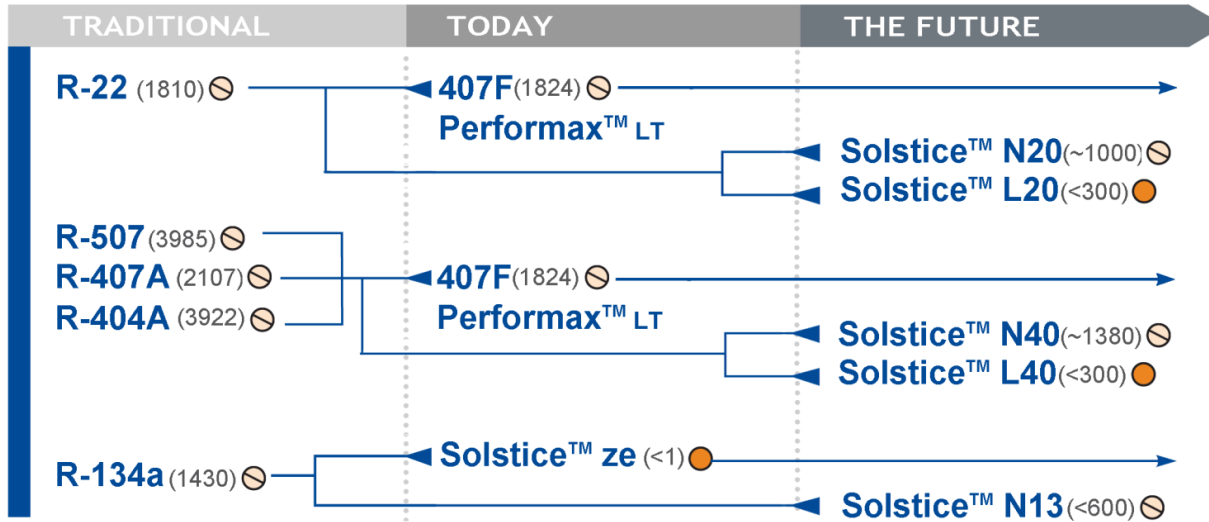 TRADITIONAL TODAY THE FUTURE
R-22 (1810) 407F(1824)
Performax™ LT
Solstice™ N20(~1000)
Solstice™ L20(<300)
R-507(3985)
R-407A(2107) 407F(1824)
R-404A (3922) Performax™ LT
Solstice™ N40(~1380)
Solstice™ L40(<300)
Solstice™ ze (<1)
R-134a(1430)
Solstice™ N13(<600)